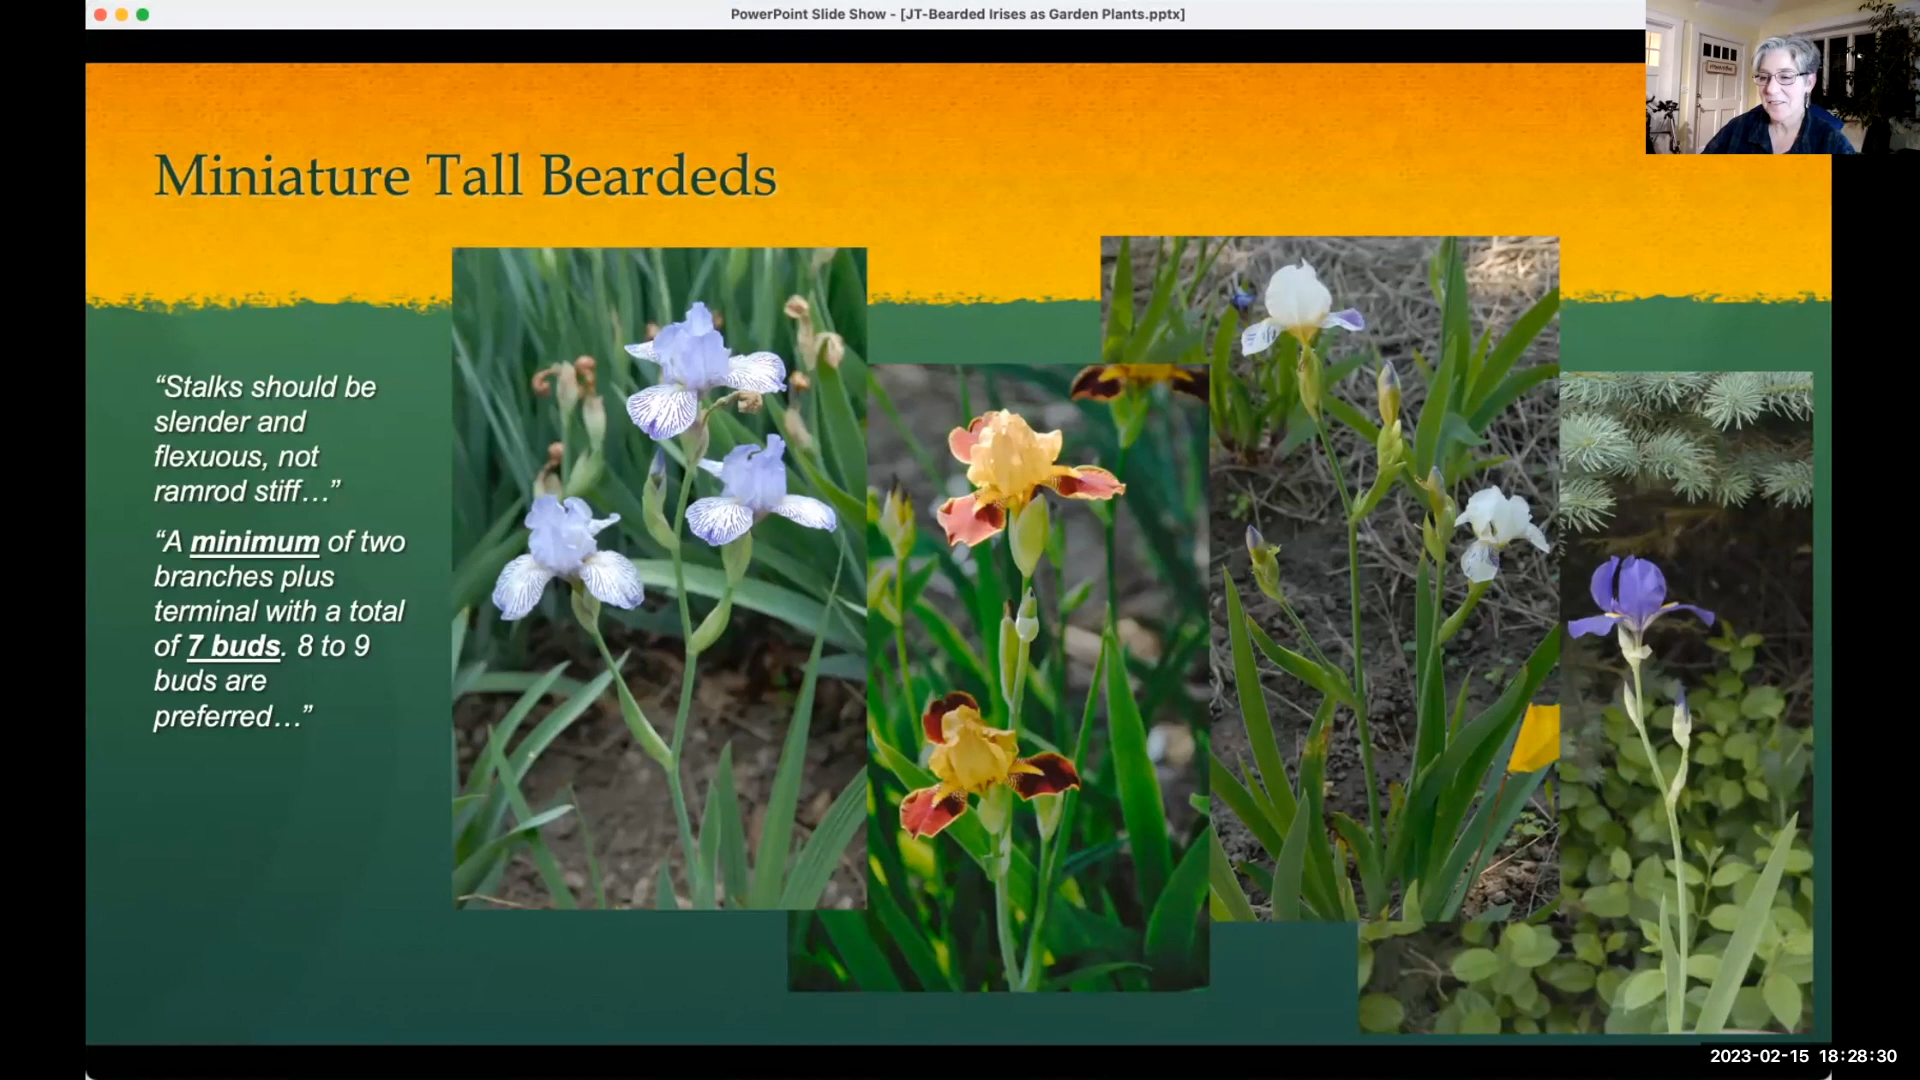 PowerPoint Slide Show - [JT-Bearded Irises as Garden Plants.pptx]
Miniature Tall Beardeds
“Stalks should be
slender and
flexuous, not
ramrod stiff…”
“A minimum of two
branches plus
terminal with a total
of 7 buds. 8 to 9
buds are
preferred…”
2023-02-15 18:28:30